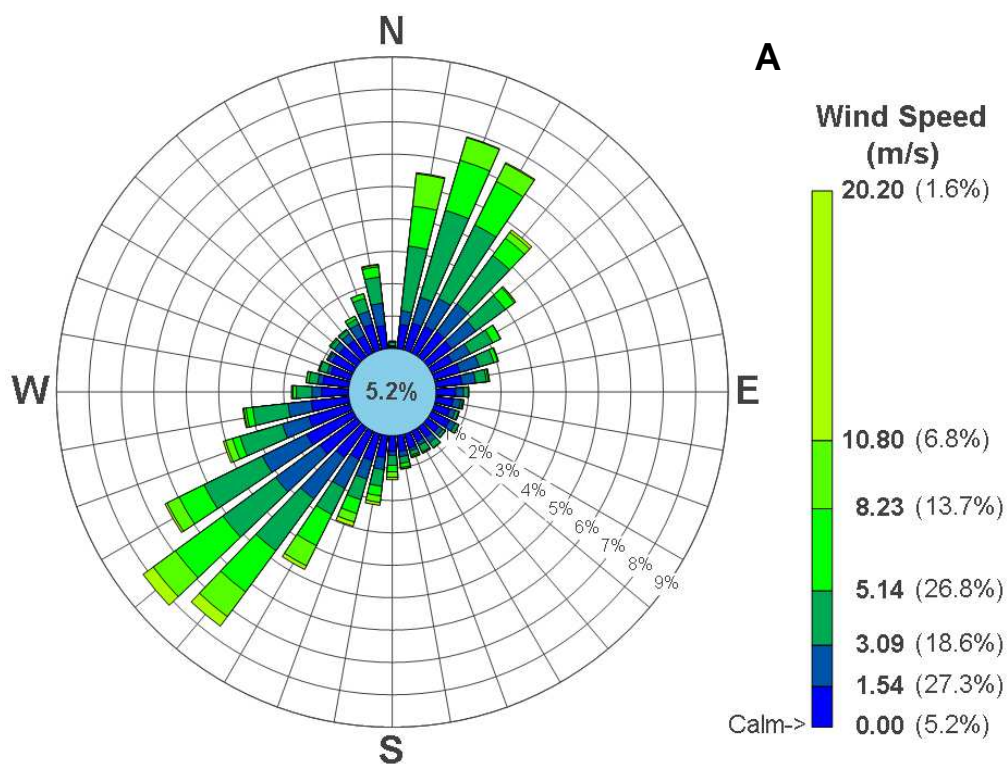 N
A
Wind Speed
(m/s)
20.20 (1.6%)
W
5.2%
E
10.80 (6.8%)
8.23 (13.7%)
5.14 (26.8%)
3.09 (18.6%)
1.54 (27.3%)
Calm-> 0.00 (5.2%)
1%
2%
3%
4%
5%
6%
7%
8%
9%
S